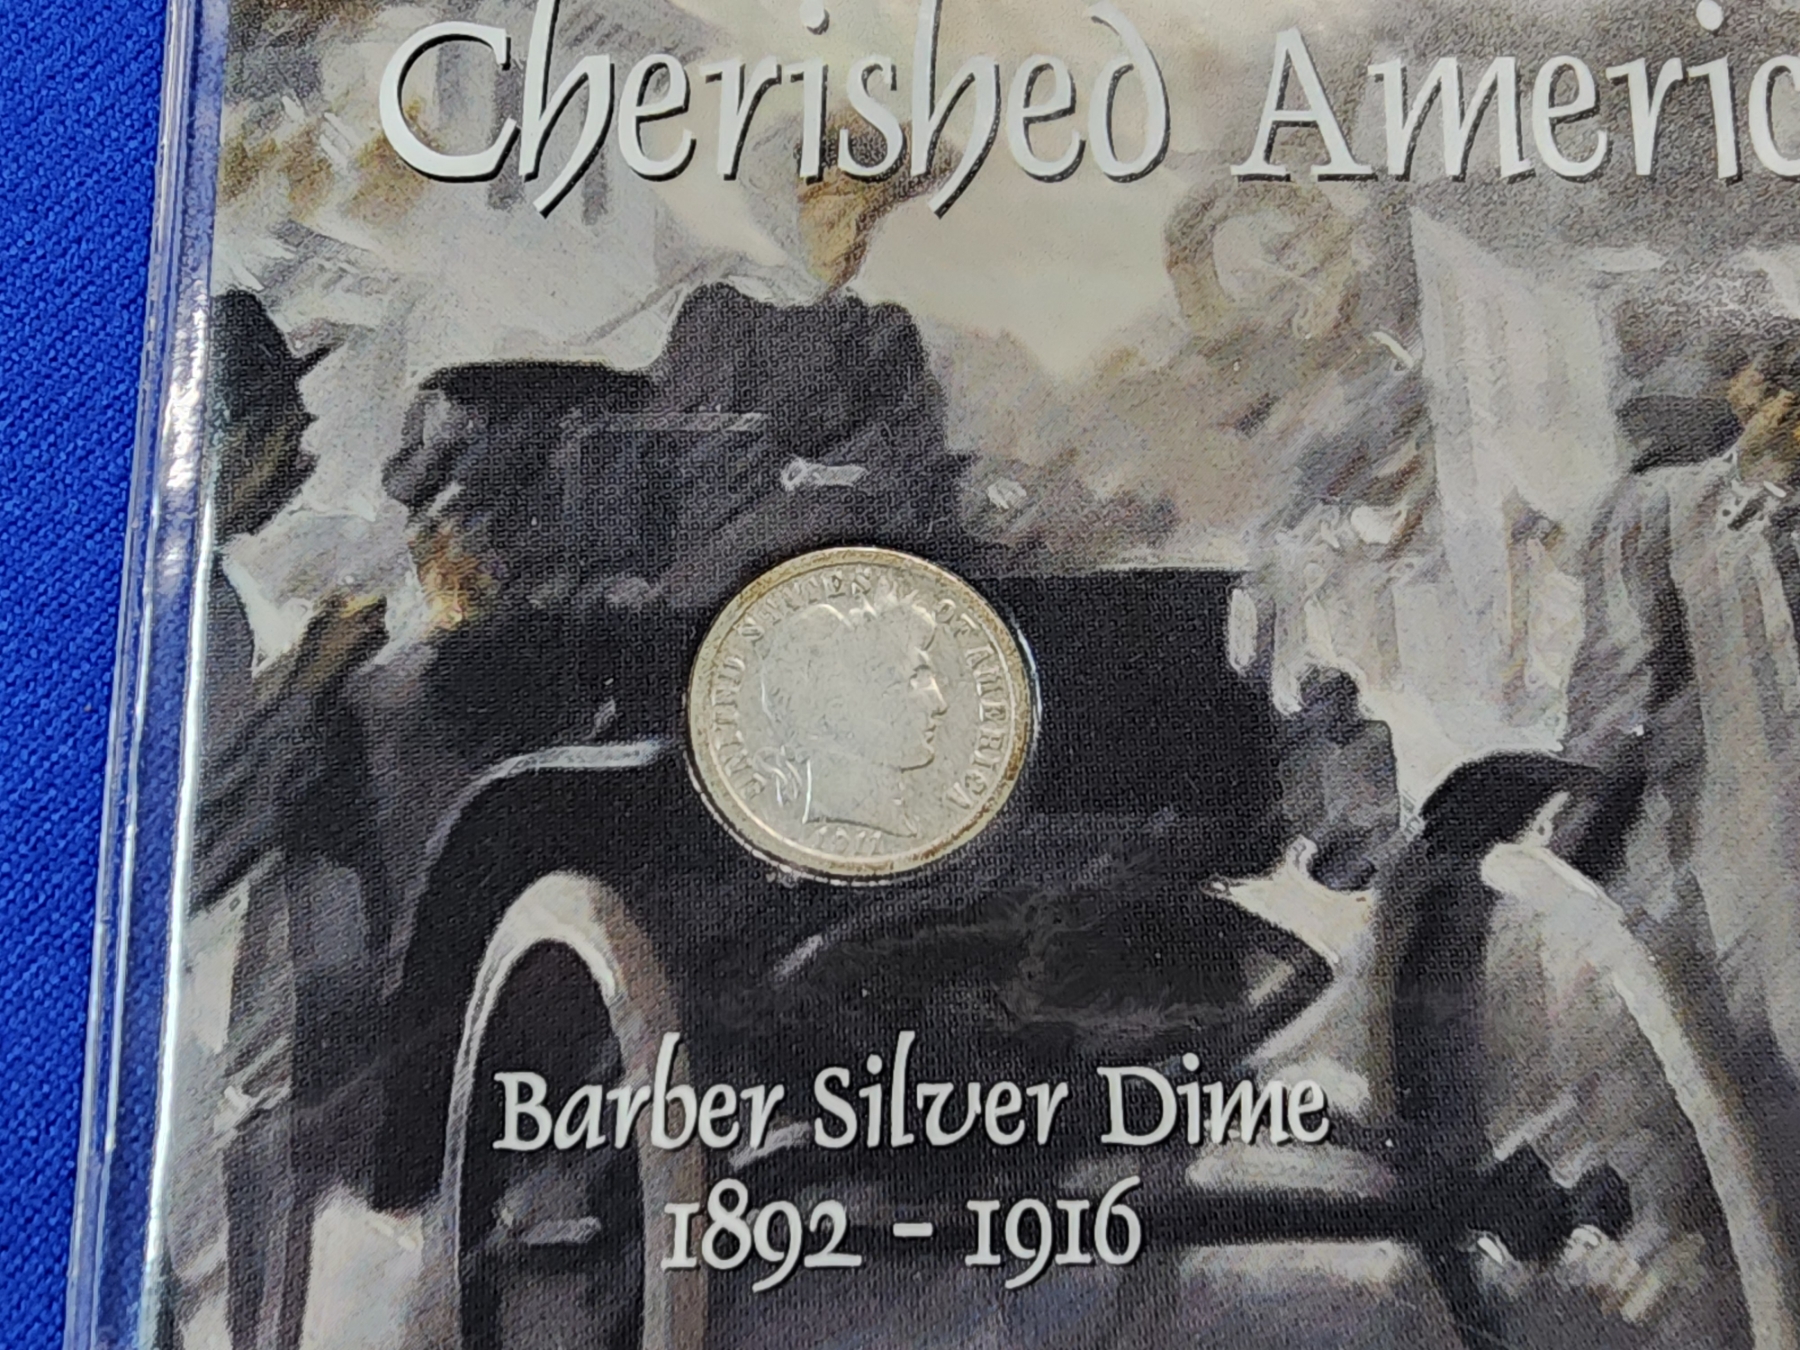 Cherished Americ
UNITED STATES OF AMERICA
1911
Barber Silver Dime
1892 - 1916